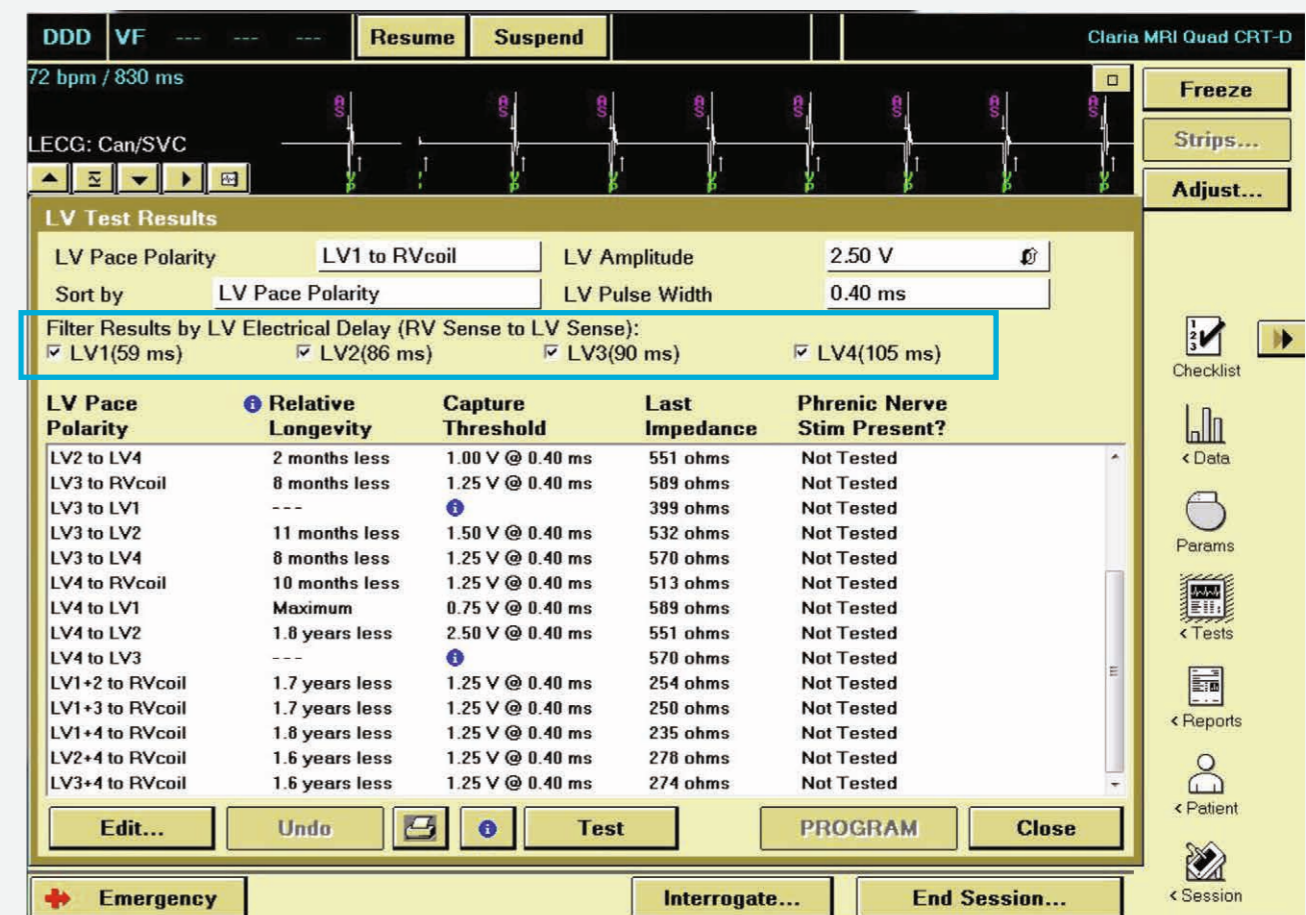 DDD VF --- --- --- Resume Suspend Claria MRI Quad CRT-D
72 bpm / 830 ms
Freeze
LECG: Can/SVC
Strips...
Adjust...
LV Test Results
LV Pace Polarity LV1 to RVcoil LV Amplitude 2.50 V
Sort by LV Pace Polarity LV Pulse Width 0.40 ms
Filter Results by LV Electrical Delay (RV Sense to LV Sense):
LV1(59 ms) LV2(86 ms) LV3(90 ms) LV4(105 ms)
Checklist
LV Pace Relative Capture Last Phrenic Nerve
Polarity Longevity Threshold Impedance Stim Present?
LV2 to LV4 2 months less 1.00 V @ 0.40 ms 551 ohms Not Tested
< Data
LV3 to RVcoil 8 months less 1.25 V @ 0.40 ms 589 ohms Not Tested
LV3 to LV1 --- 399 ohms Not Tested
LV3 to LV2 11 months less 1.50 V @ 0.40 ms 532 ohms Not Tested
Params
LV3 to LV4 8 months less 1.25 V @ 0.40 ms 570 ohms Not Tested
LV4 to RVcoil 10 months less 1.25 V @ 0.40 ms 513 ohms Not Tested
LV4 to LV1 Maximum 0.75 V @ 0.40 ms 589 ohms Not Tested
LV4 to LV2 1.8 years less 2.50 V @ 0.40 ms 551 ohms Not Tested
< Tests
LV4 to LV3 --- 570 ohms Not Tested
LV1+2 to RVcoil 1.7 years less 1.25 V @ 0.40 ms 254 ohms Not Tested
LV1+3 to RVcoil 1.7 years less 1.25 V @ 0.40 ms 250 ohms Not Tested
LV1+4 to RVcoil 1.8 years less 1.25 V @ 0.40 ms 235 ohms Not Tested
< Reports
LV2+4 to RVcoil 1.6 years less 1.25 V @ 0.40 ms 278 ohms Not Tested
LV3+4 to RVcoil 1.6 years less 1.25 V @ 0.40 ms 274 ohms Not Tested
< Patient
Edit... Undo Test PROGRAM Close
Emergency Interrogate... End Session...
< Session